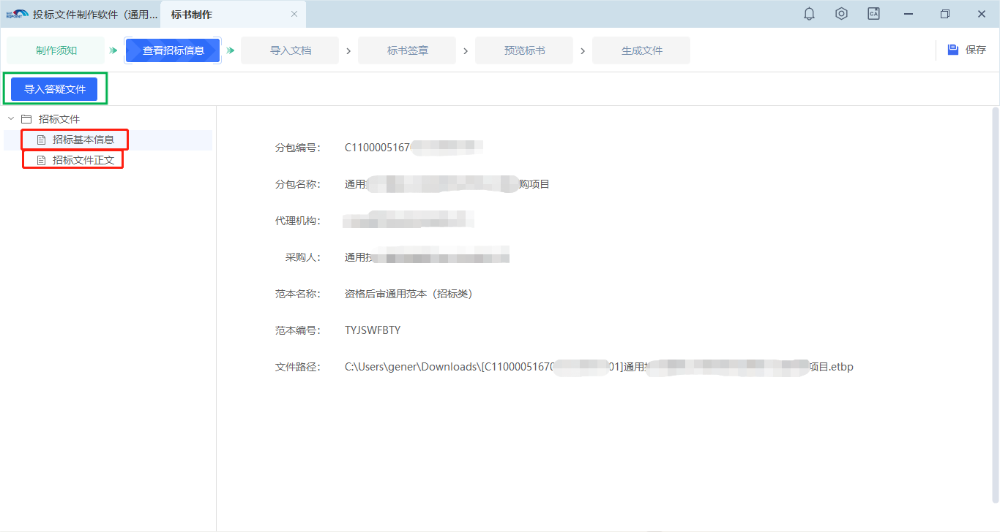 投标文件制作软件（通用...
标书制作
CA
制作须知
查看招标信息
导入文档
标书签章
预览标书
生成文件
保存
导入答疑文件
招标文件
招标基本信息
招标文件正文
分包编号： C1100005167
分包名称： 通用 购项目
代理机构：
采购人： 通用技
范本名称： 资格后审通用范本（招标类）
范本编号： TYJSWFBTY
文件路径： C:\Users\gener\Downloads\[C11000051670 01]通用 项目.etbp